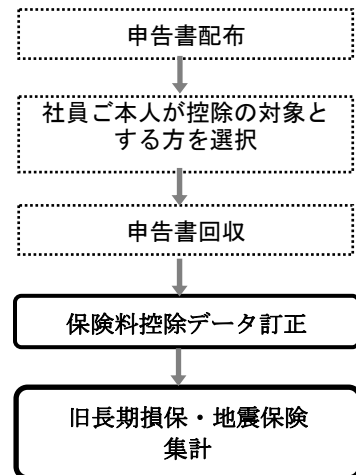 申告書配布
社員ご本人が控除の対象と
する方を選択
申告書回収
保険料控除データ訂正
旧長期損保・地震保険
集計